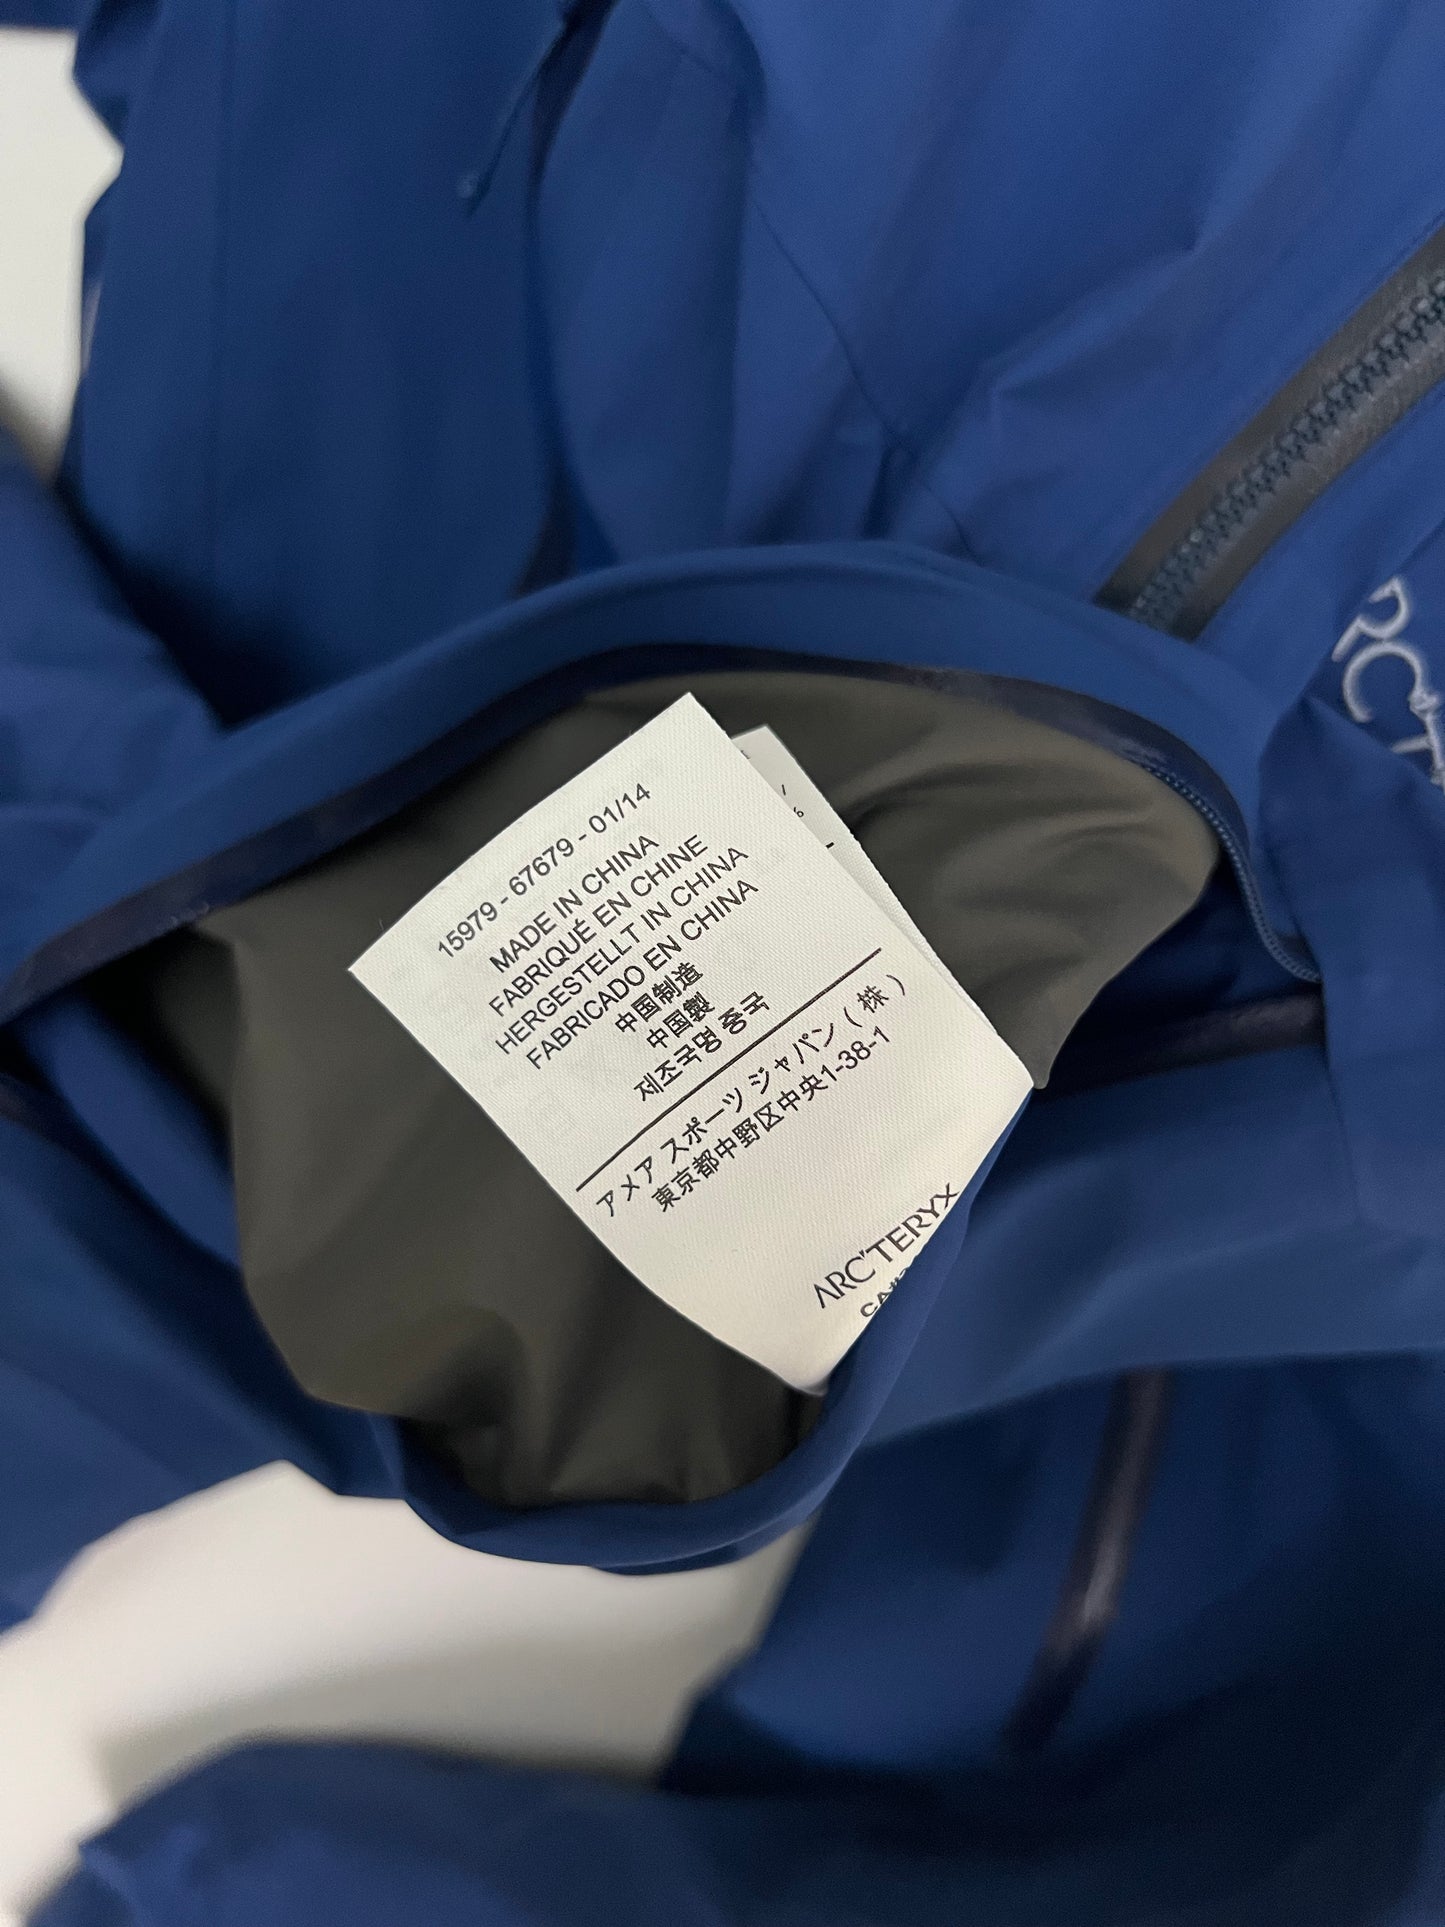 15979 - 67679 - 01/14
MADE IN CHINA
FABRIQUÉ EN CHINE
HERGESTELLT IN CHINA
FABRICADO EN CHINA
中国制造
中国製
제조국명 중국
アメア スポーツ ジャパン ( 株 )
東京都中野区中央1-38-1
ARC'TERYX